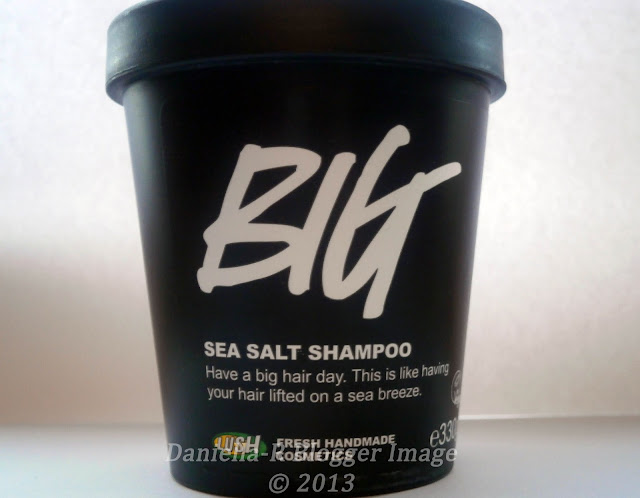 BIG
SEA SALT SHAMPOO
Have a big hair day. This is like having
your hair lifted on a sea breeze.
LUSH FRESH HANDMADE
COSMETICS
e330
Image
© 2013